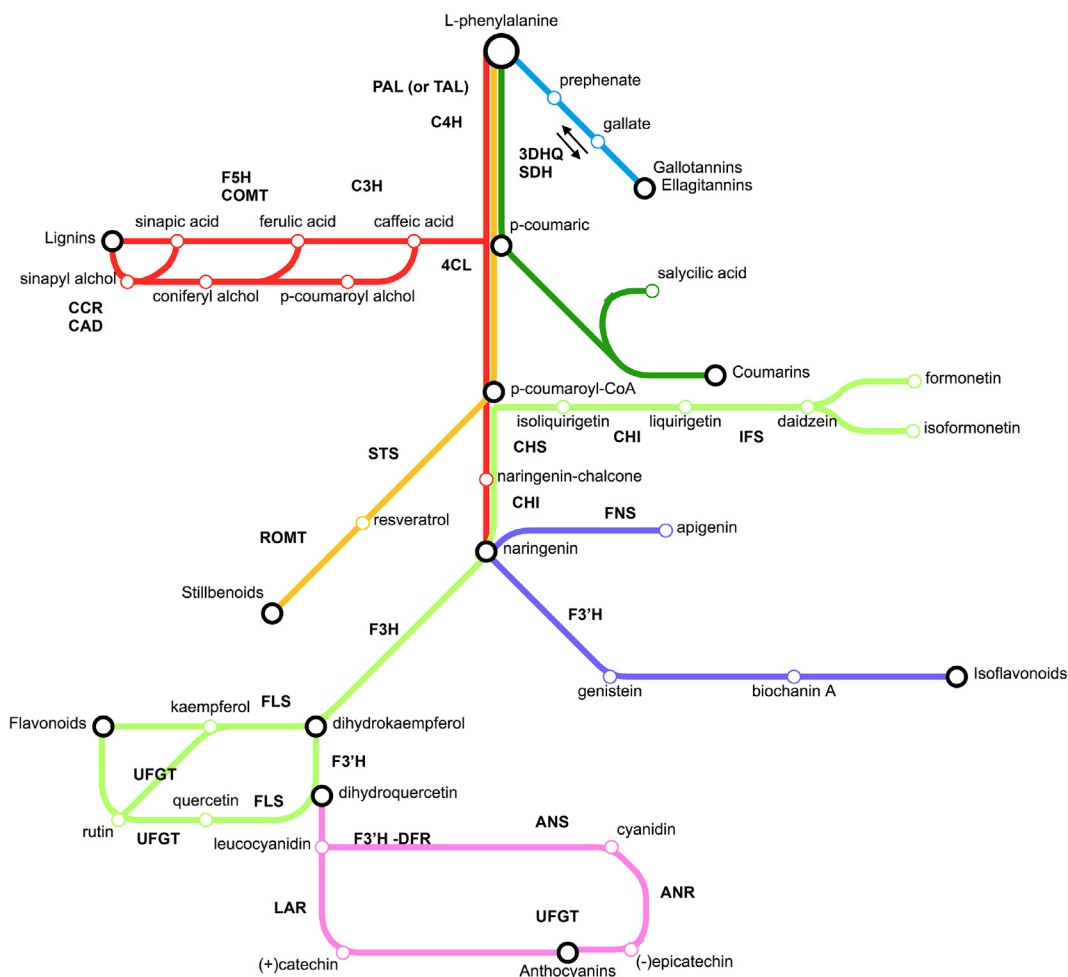 L-phenylalanine
PAL (or TAL)
prephenate
C4H
gallate
3DHQ
SDH
Gallotannins
Ellagitannins
F5H
COMT
C3H
sinapic acid
ferulic acid
caffeic acid
p-coumaric
Lignins
4CL
salycilic acid
sinapyl alchol
coniferyl alchol
p-coumaroyl alchol
CCR
CAD
Coumarins
p-coumaroyl-CoA
formonetin
isoliquirigetin
liquirigetin
daidzein
isoformonetin
CHS
CHI
IFS
STS
naringenin-chalcone
CHI
FNS
resveratrol
apigenin
ROMT
naringenin
Stillbenoids
F3H
F3’H
genistein
biochanin A
Isoflavonoids
kaempferol
FLS
Flavonoids
dihydrokaempferol
F3’H
UFGT
quercetin
FLS
dihydroquercetin
rutin
UFGT
leucocyanidin
F3’H -DFR
ANS
cyanidin
LAR
ANR
UFGT
(+)catechin
Anthocyanins
(-)epicatechin